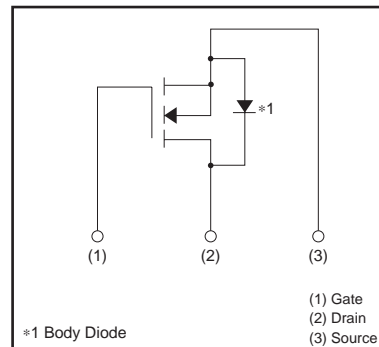 *1
(1) (2) (3)
*1 Body Diode
(1) Gate
(2) Drain
(3) Source